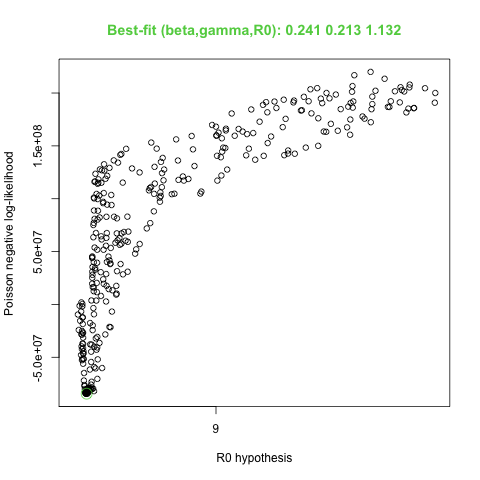 Best-fit (beta,gamma,R0): 0.241 0.213 1.132
Poisson negative log-likelihood
1.5e+08
5.0e+07
-5.0e+07
9
R0 hypothesis